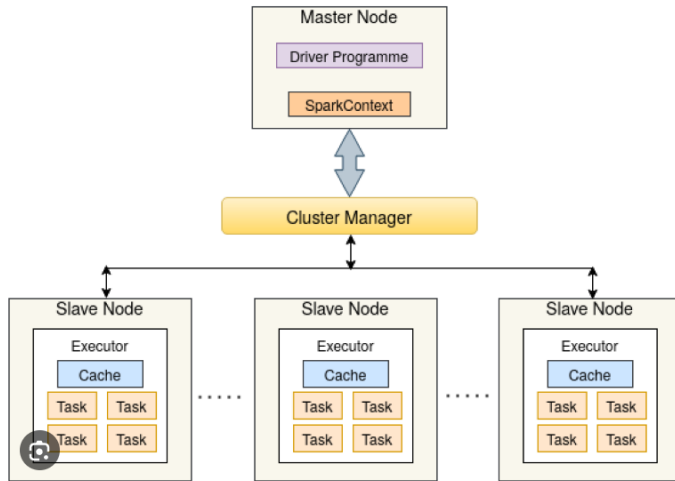 Master Node
Driver Programme
SparkContext
Cluster Manager
Slave Node
Executor
Cache
Task Task
Task Task
Slave Node
Executor
Cache
Task Task
Task Task
Slave Node
Executor
Cache
Task Task
Task Task